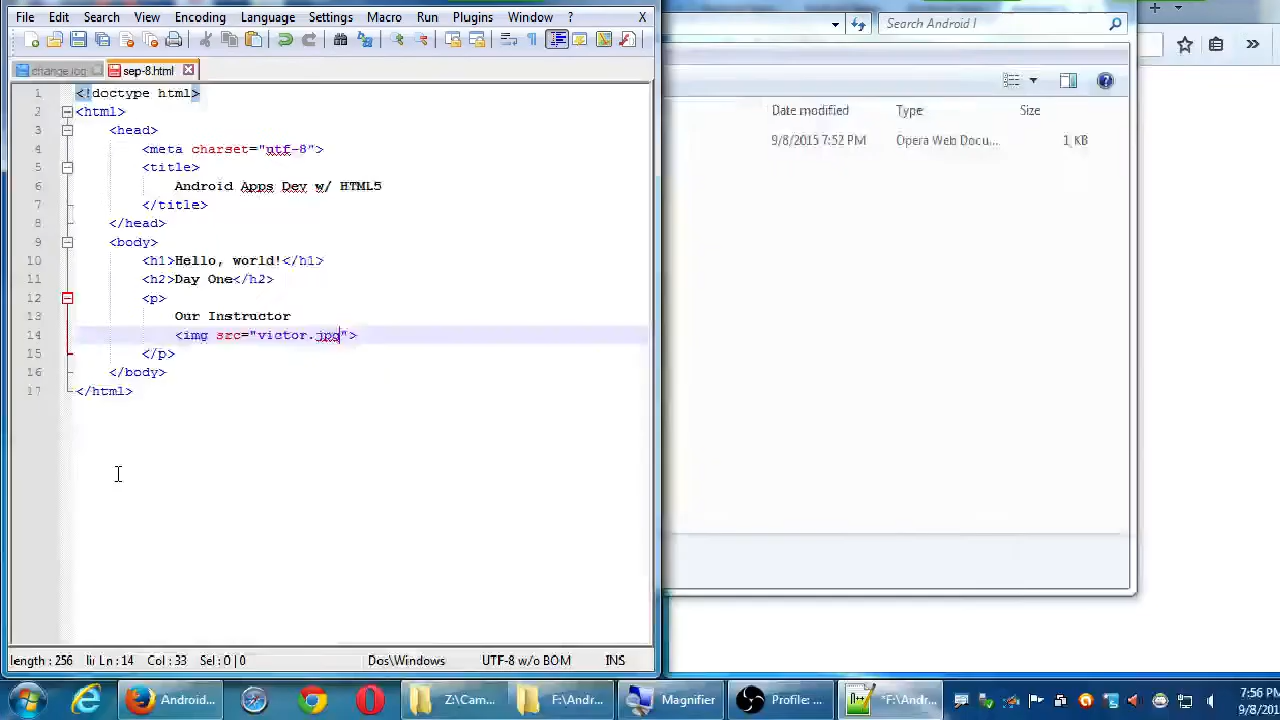 File Edit Search View Encoding Language Settings Macro Run Plugins Window ? X
Search Android I
change.log sep-8.html
1 <!doctype html>
2 <html>
3 <head>
4 <meta charset="utf-8">
5 <title>
6 Android Apps Dev w/ HTML5
7 </title>
8 </head>
9 <body>
10 <h1>Hello, world!</h1>
11 <h2>Day One</h2>
12 <p>
13 Our Instructor
14 <img src="victor.jpg">
15 </p>
16 </body>
17 </html>
Date modified Type Size
9/8/2015 7:52 PM Opera Web Docu... 1 KB
length : 256 li Ln : 14 Col : 33 Sel : 0 | 0 Dos\Windows UTF-8 w/o BOM INS
Android... Z:\Cam... F:\Andr... Magnifier Profile: ... *F:\Andr... 7:56 PM
9/8/201